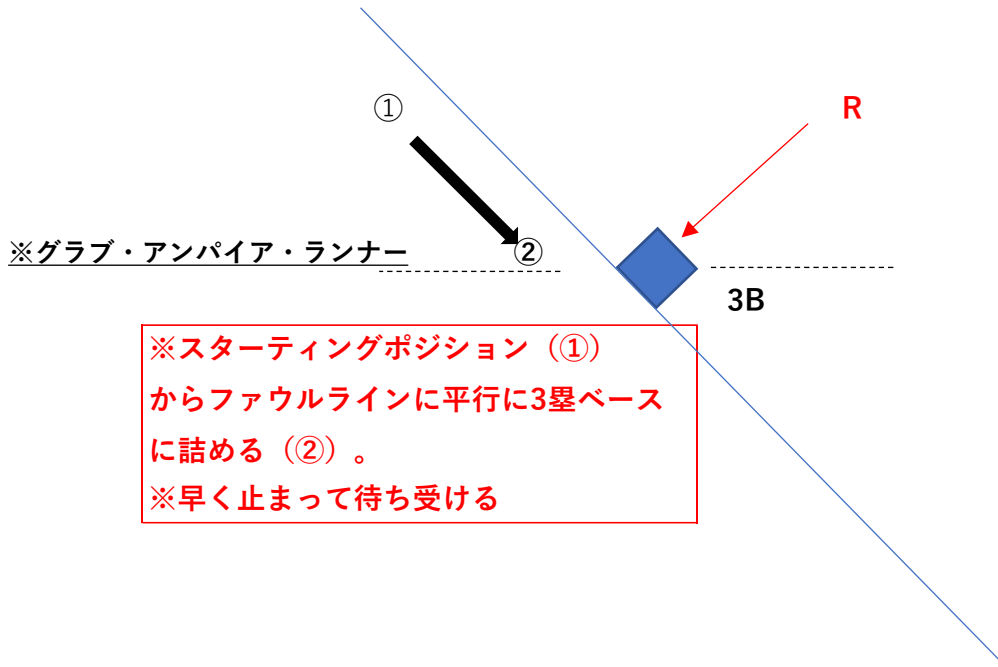 ①
R
※グラブ・アンパイア・ランナー
②
3B
※スターティングポジション（①）
からファウルラインに平行に3塁ベース
に詰める（②）。
※早く止まって待ち受ける